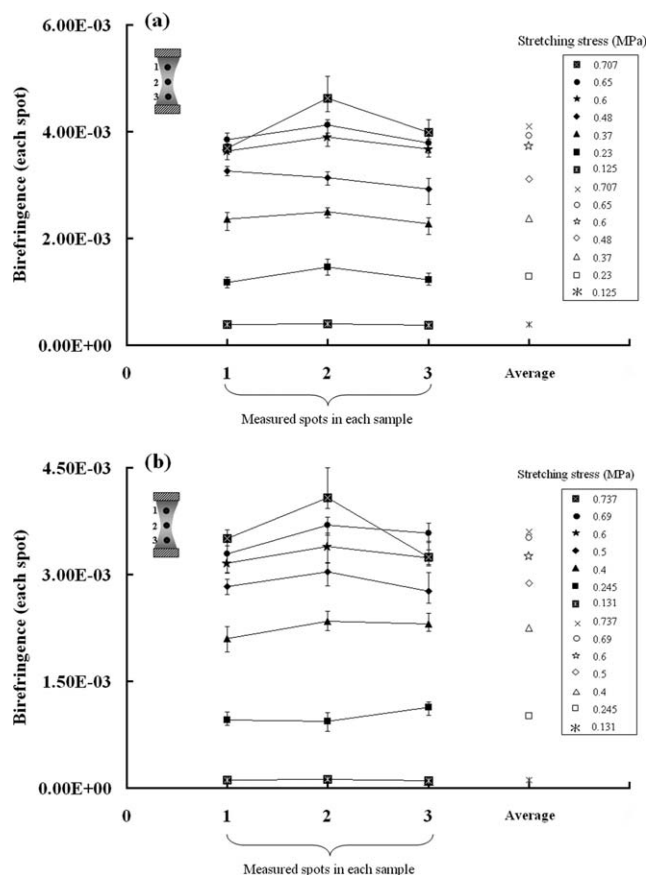 (a)
6.00E-03
4.00E-03
2.00E-03
0.00E+00
Birefringence (each spot)
1
2
3
0 1 2 3 Average
Measured spots in each sample
Stretching stress (MPa)
0.707
0.65
0.6
0.48
0.37
0.23
0.125
0.707
0.65
0.6
0.48
0.37
0.23
0.125
(b)
4.50E-03
3.00E-03
1.50E-03
0.00E+00
Birefringence (each spot)
1
2
3
0 1 2 3 Average
Measured spots in each sample
Stretching stress (MPa)
0.737
0.69
0.6
0.5
0.4
0.245
0.131
0.737
0.69
0.6
0.5
0.4
0.245
0.131